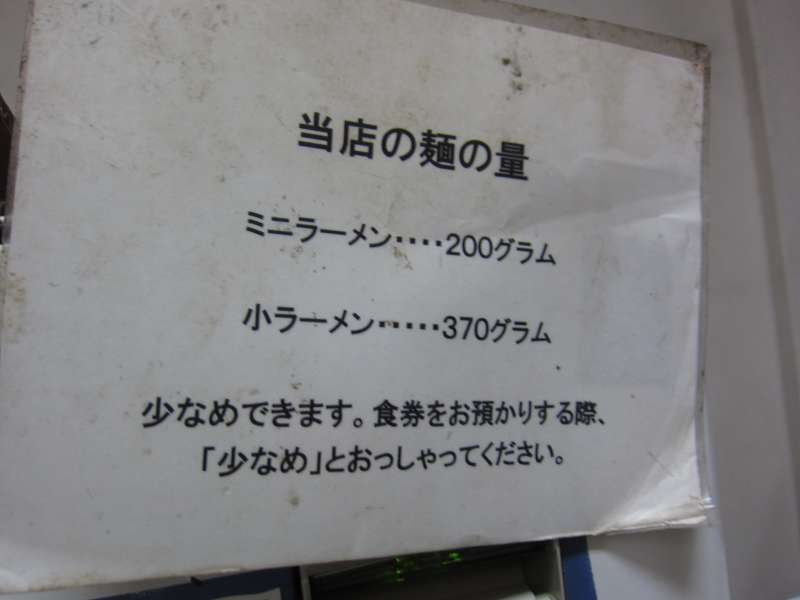 当店の麺の量
ミニラーメン････200グラム
小ラーメン･････370グラム
少なめできます。食券をお預かりする際、
「少なめ」とおっしゃってください。